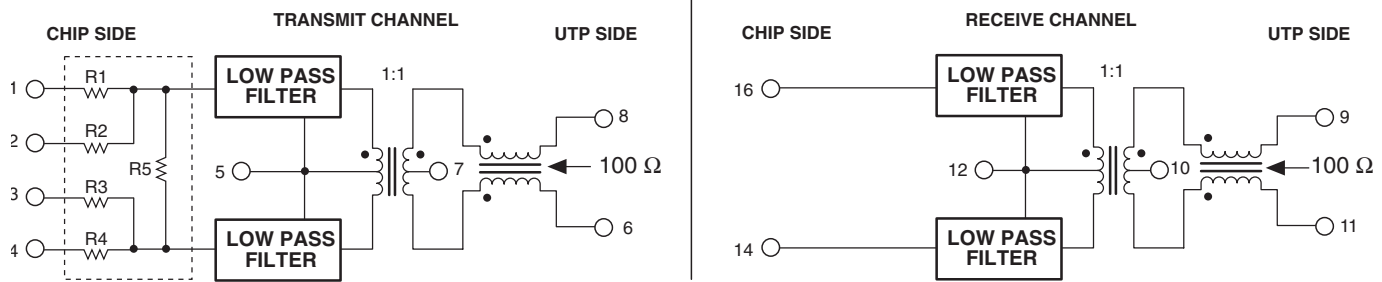 TRANSMIT CHANNEL
CHIP SIDE
UTP SIDE
1
R1
2
R2
R5
3
R3
4
R4
LOW PASS
FILTER
1:1
5
7
8
100 Ω
6
LOW PASS
FILTER
RECEIVE CHANNEL
CHIP SIDE
UTP SIDE
16
LOW PASS
FILTER
1:1
12
10
9
100 Ω
11
14
LOW PASS
FILTER